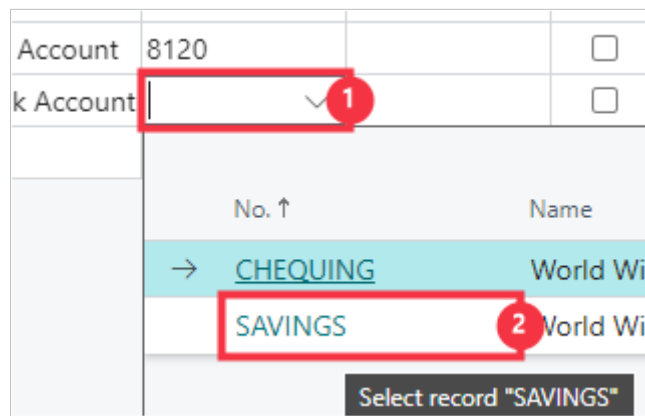 Account 8120
k Account 1
No. ↑ Name
→ CHEQUING World Wi
SAVINGS 2 World Wi
Select record "SAVINGS"